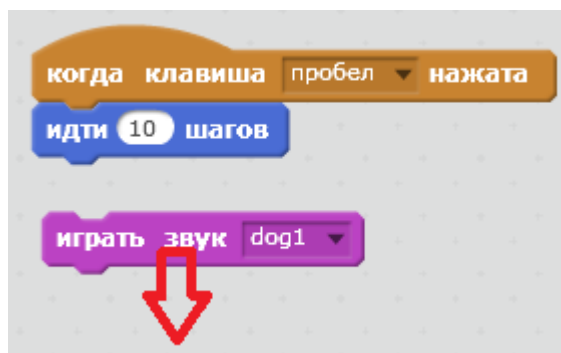 когда клавиша пробел нажата
идти 10 шагов
играть звук dog1